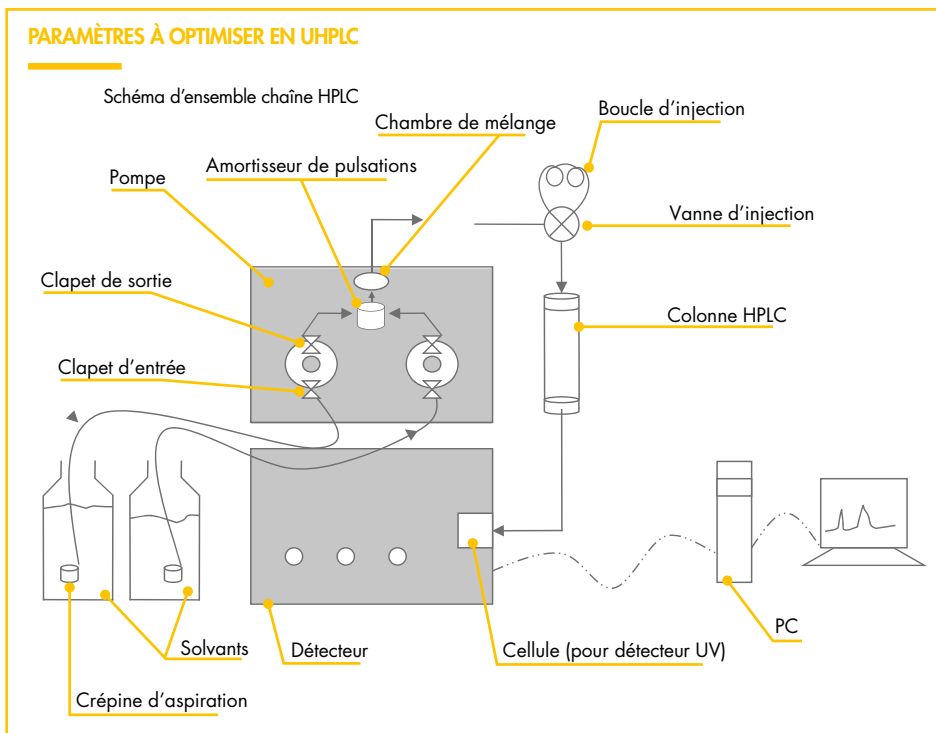 PARAMÈTRES À OPTIMISER EN UHPLC
Schéma d’ensemble chaîne HPLC
Boucle d’injection
Chambre de mélange
Amortisseur de pulsations
Pompe
Vanne d’injection
Clapet de sortie
Colonne HPLC
Clapet d’entrée
PC
Solvants
Détecteur
Cellule (pour détecteur UV)
Crépine d’aspiration